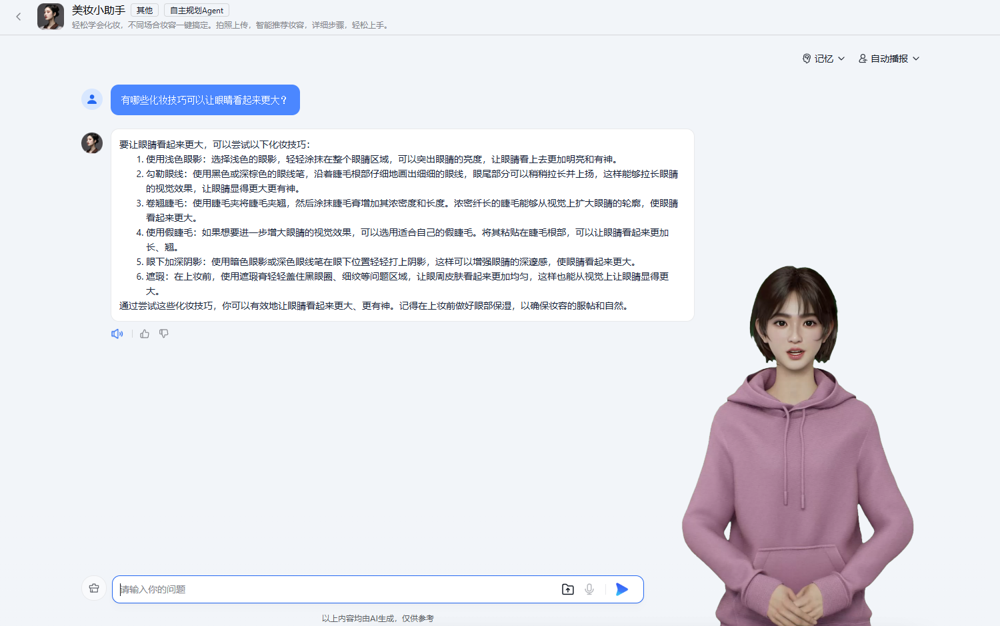 美妆小助手 其他 自主规划Agent
轻松学会化妆，不同场合妆容一键搞定。拍照上传，智能推荐妆容，详细步骤，轻松上手。
记忆 自动播报
有哪些化妆技巧可以让眼睛看起来更大？
要让眼睛看起来更大，可以尝试以下化妆技巧：
1. 使用浅色眼影：选择浅色的眼影，轻轻涂抹在整个眼睛区域，可以突出眼睛的亮度，让眼睛看上去更加明亮和有神。
2. 勾勒眼线：使用黑色或深棕色的眼线笔，沿着睫毛根部仔细地画出细细的眼线，眼尾部分可以稍稍拉长并上扬，这样能够拉长眼睛
的视觉效果，让眼睛显得更大更有神。
3. 卷翘睫毛：使用睫毛夹将睫毛夹翘，然后涂抹睫毛膏增加其浓密度和长度。浓密纤长的睫毛能够从视觉上扩大眼睛的轮廓，使眼睛
看起来更大。
4. 使用假睫毛：如果想要进一步增大眼睛的视觉效果，可以选用适合自己的假睫毛。将其粘贴在睫毛根部，可以让眼睛看起来更加
长、翘。
5. 眼下加深阴影：使用暗色眼影或深色眼线笔在眼下位置轻轻打上阴影，这样可以增强眼睛的深邃感，使眼睛看起来更大。
6. 遮瑕：在上妆前，使用遮瑕膏轻轻盖住黑眼圈、细纹等问题区域，让眼周皮肤看起来更加均匀，这样也能从视觉上让眼睛显得更
大。
通过尝试这些化妆技巧，你可以有效地让眼睛看起来更大、更有神。记得在上妆前做好眼部保湿，以确保妆容的服帖和自然。
请输入你的问题
以上内容均由AI生成，仅供参考